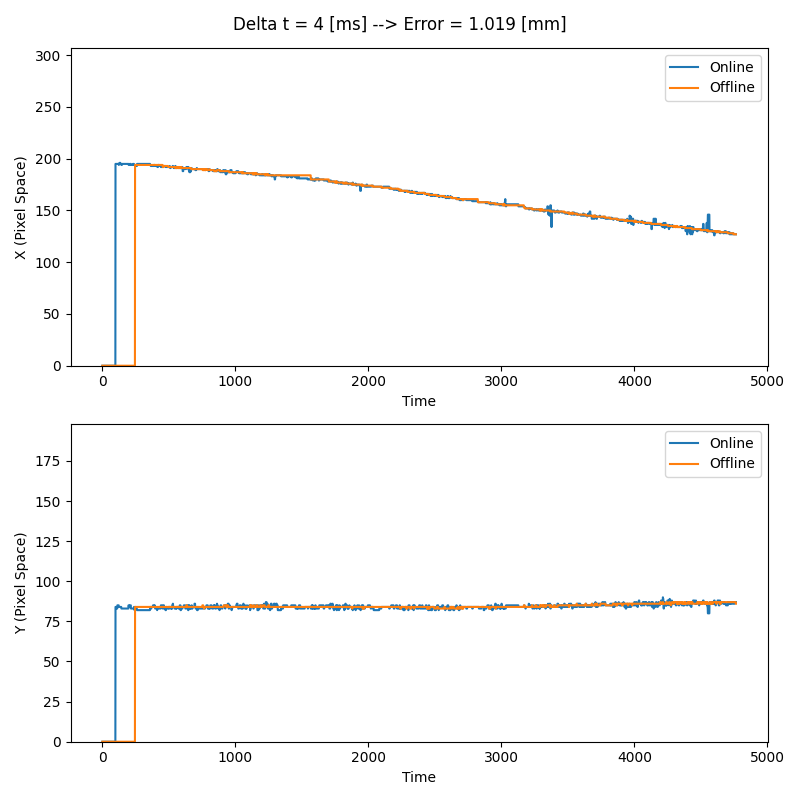 Delta t = 4 [ms] --> Error = 1.019 [mm]
300
250
200
150
100
50
0
X (Pixel Space)
Online
Offline
0 1000 2000 3000 4000 5000
Time
175
150
125
100
75
50
25
0
Y (Pixel Space)
Online
Offline
0 1000 2000 3000 4000 5000
Time